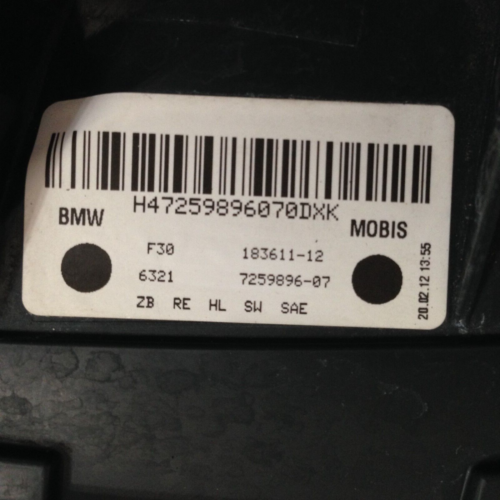 H47259896070DXK
BMW
MOBIS
F30 183611-12
6321 7259896-07
ZB RE HL SW SAE
20.02.12 13:55